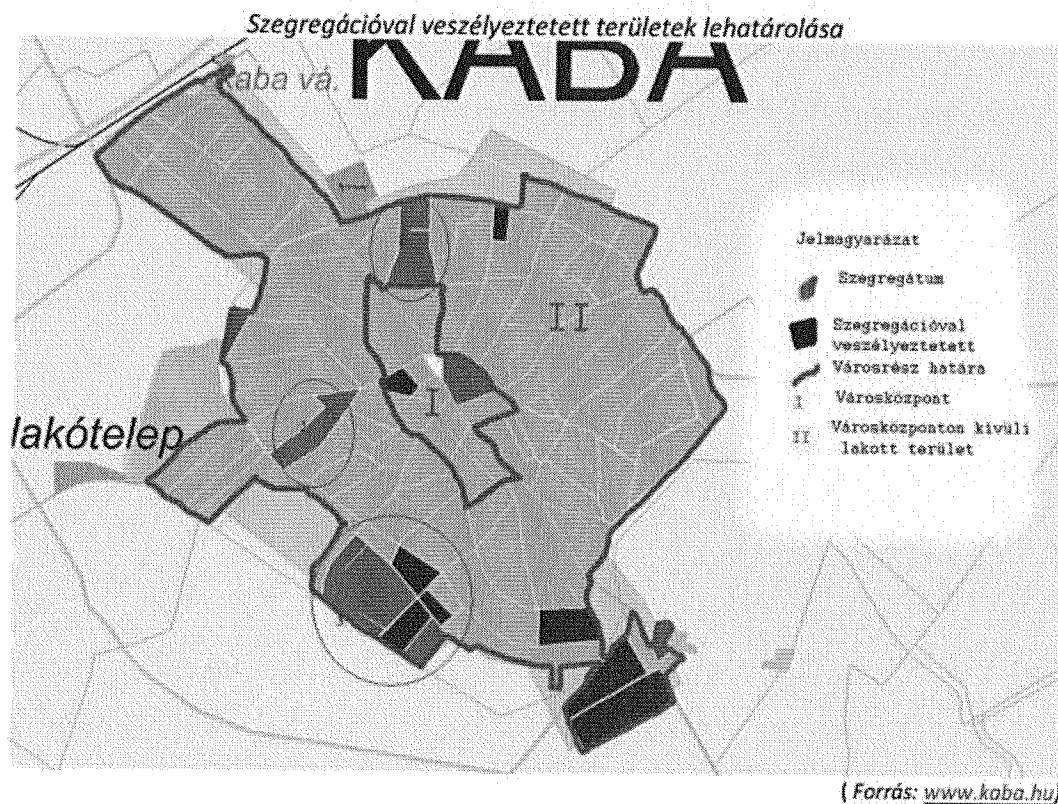 Szegregációval veszélyeztetett területek lehatárolása
KABA
Kaba vá.
I
II
I
lakótelep
Jelmagyarázat
Szegregátum
Szegregációval
veszélyeztetett
Városrész határa
I Városközpont
II Városközponton kívüli
lakott terület
( Forrás: www.kaba.hu)